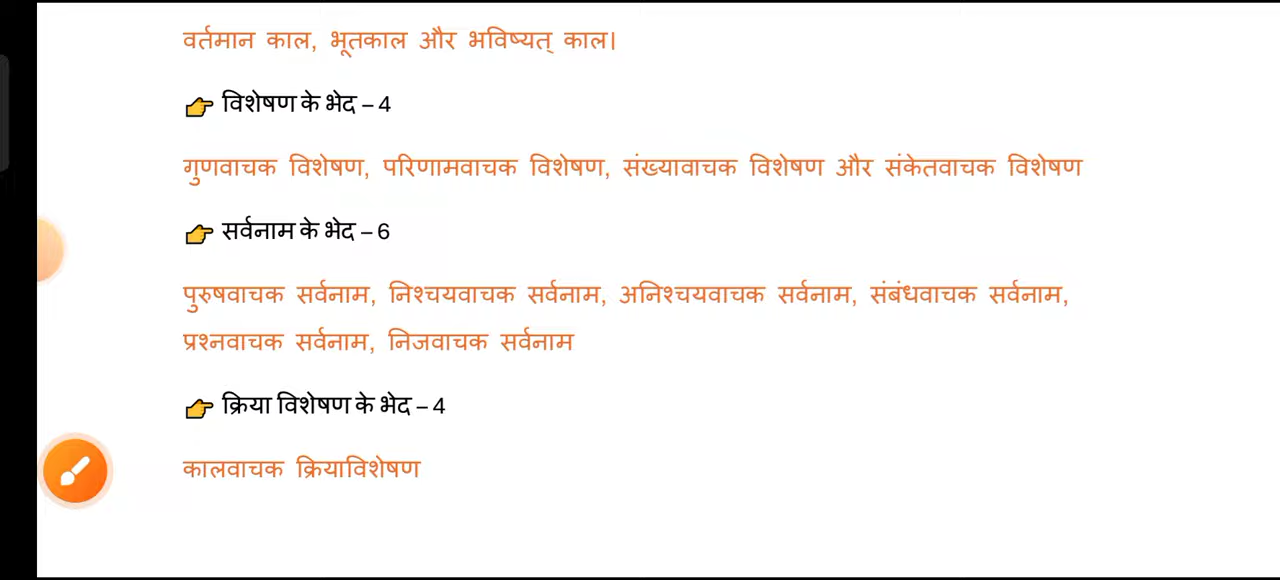 वर्तमान काल, भूतकाल और भविष्यत् काल।
👉 विशेषण के भेद – 4
गुणवाचक विशेषण, परिणामवाचक विशेषण, संख्यावाचक विशेषण और संकेतवाचक विशेषण
👉 सर्वनाम के भेद – 6
पुरुषवाचक सर्वनाम, निश्चयवाचक सर्वनाम, अनिश्चयवाचक सर्वनाम, संबंधवाचक सर्वनाम,
प्रश्नवाचक सर्वनाम, निजवाचक सर्वनाम
👉 क्रिया विशेषण के भेद – 4
कालवाचक क्रियाविशेषण